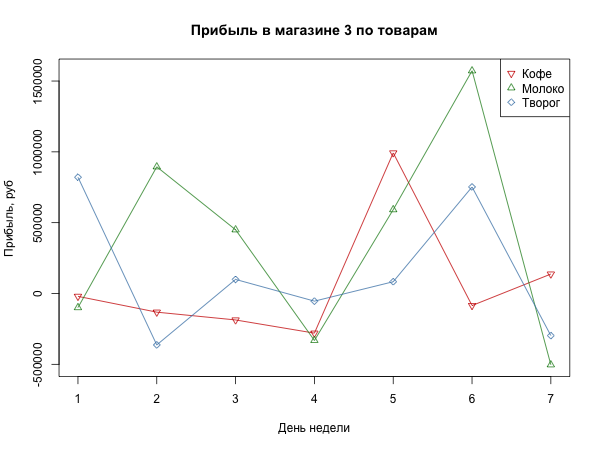 Прибыль в магазине 3 по товарам
Кофе
Молоко
Творог
Прибыль, руб
1500000
1000000
500000
0
-500000
1 2 3 4 5 6 7
День недели